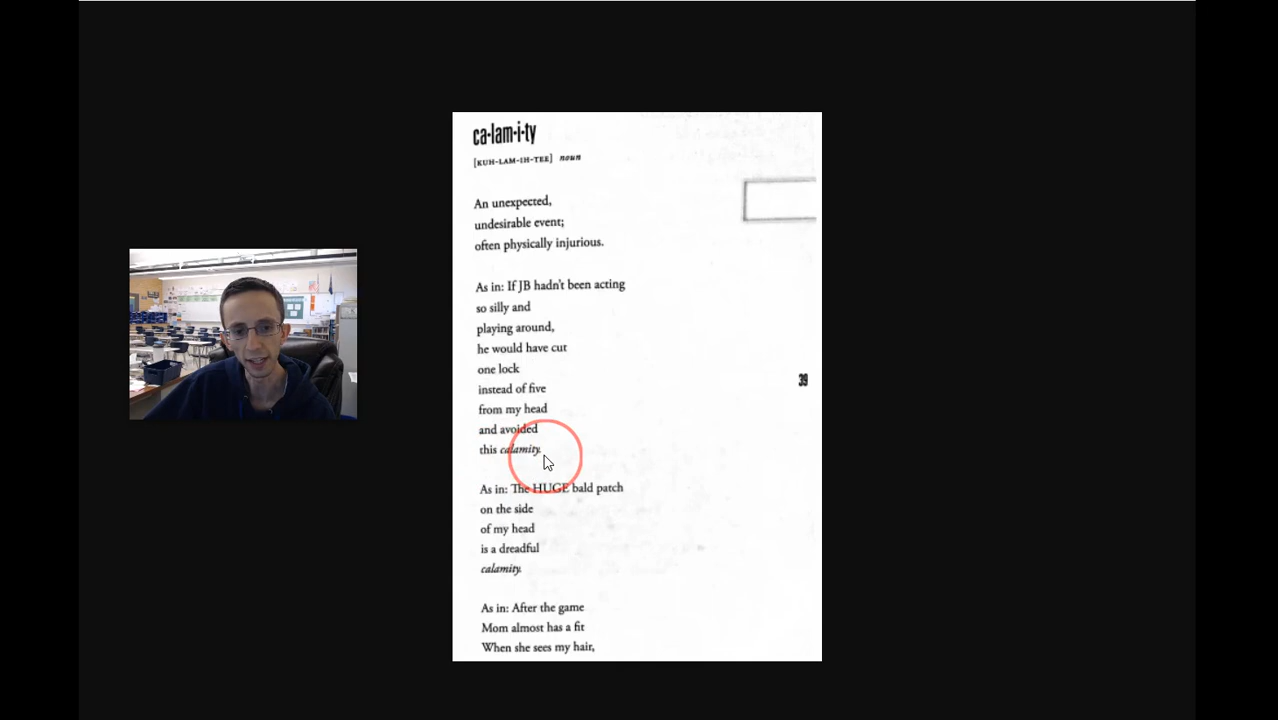 ca·lam·i·ty
[KUH-LAM-IH-TEE] noun
An unexpected,
undesirable event;
often physically injurious.
As in: If JB hadn't been acting
so silly and
playing around,
he would have cut
one lock
instead of five
from my head
and avoided
this calamity.
As in: The HUGE bald patch
on the side
of my head
is a dreadful
calamity.
As in: After the game
Mom almost has a fit
When she sees my hair,
39